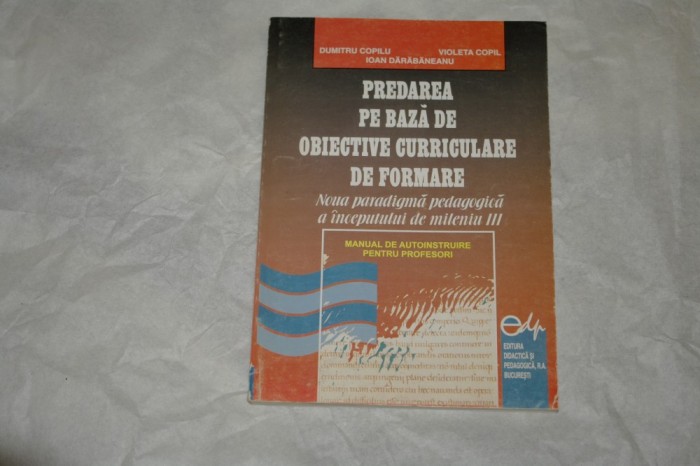 DUMITRU COPILU VIOLETA COPIL
IOAN DĂRĂBĂNEANU
PREDAREA
PE BAZĂ DE
OBIECTIVE CURRICULARE
DE FORMARE
Noua paradigmă pedagogică
a începutului de mileniu III
MANUAL DE AUTOINSTRUIRE
PENTRU PROFESORI
edp
EDITURA
DIDACTICĂ ȘI
PEDAGOGICĂ, R.A.
BUCUREȘTI